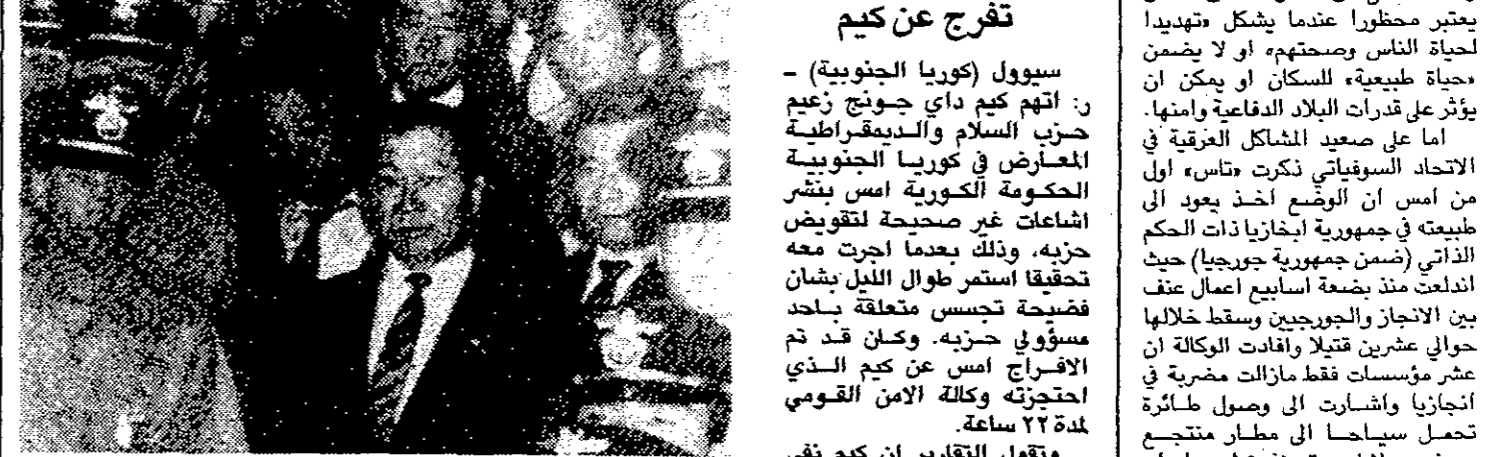 يعتبر محظورا عندما يشكل «تهديدا
لحياة الناس وصحتهم» او لا يضمن
«حياة طبيعية» للسكان او يمكن ان
يؤثر على قدرات البلاد الدفاعية وامنها.
اما على صعيد المشاكل العرقية في
الاتحاد السوفياتي ذكرت «تاس» اول
من امس ان الوضع اخذ يعود الى
طبيعته في جمهورية ابخازيا ذات الحكم
الذاتي (ضمن جمهورية جورجيا) حيث
اندلعت منذ بضعة اسابيع اعمال عنف
بين الانجاز والجورجيين وسقط خلالها
حوالي عشرين قتيلا وافادت الوكالة ان
عشر مؤسسات فقط مازالت مضربة في
انجازيا واشارت الى وصول طائرة
تحمل سياحا الى مطار منتجع
تفرج عن كيم
سيوول (كوريا الجنوبية) –
ر: اتهم كيم داي جونج زعيم
حزب السلام والديمقراطية
المعارض في كوريا الجنوبية
الحكومة الكورية امس بنشر
اشاعات غير صحيحة لتقويض
حزبه، وذلك بعدما اجرت معه
تحقيقا استمر طوال الليل بشان
فضيحة تجسس متعلقة باحد
مسؤولي حزبه. وكان قد تم
الافراج امس عن كيم الذي
احتجزته وكالة الامن القومي
لمدة ٢٢ ساعة.
وتقول التقارير ان كيم نفى